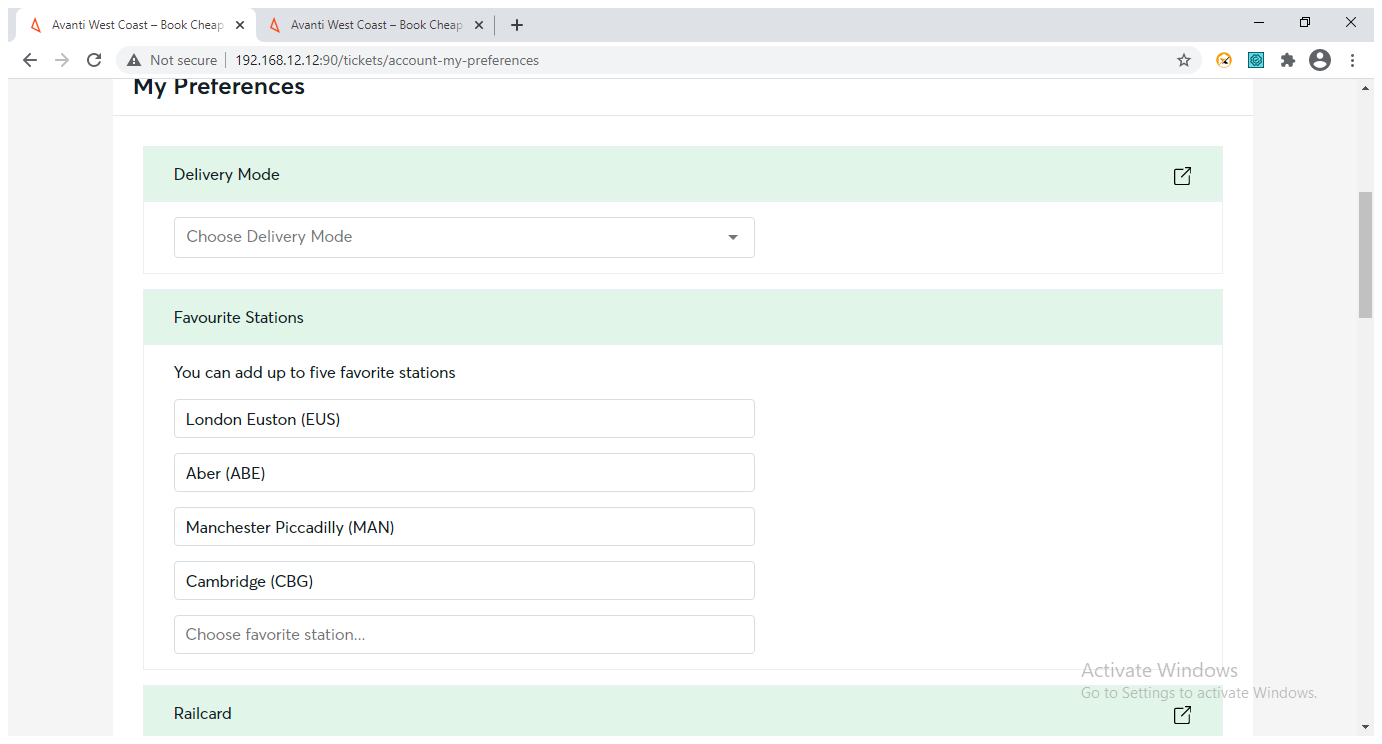 Avanti West Coast – Book Cheap
Avanti West Coast – Book Cheap
Not secure
192.168.12.12:90/tickets/account-my-preferences
My Preferences
Delivery Mode
Choose Delivery Mode
Favourite Stations
You can add up to five favorite stations
London Euston (EUS)
Aber (ABE)
Manchester Piccadilly (MAN)
Cambridge (CBG)
Choose favorite station...
Activate Windows
Go to Settings to activate Windows.
Railcard